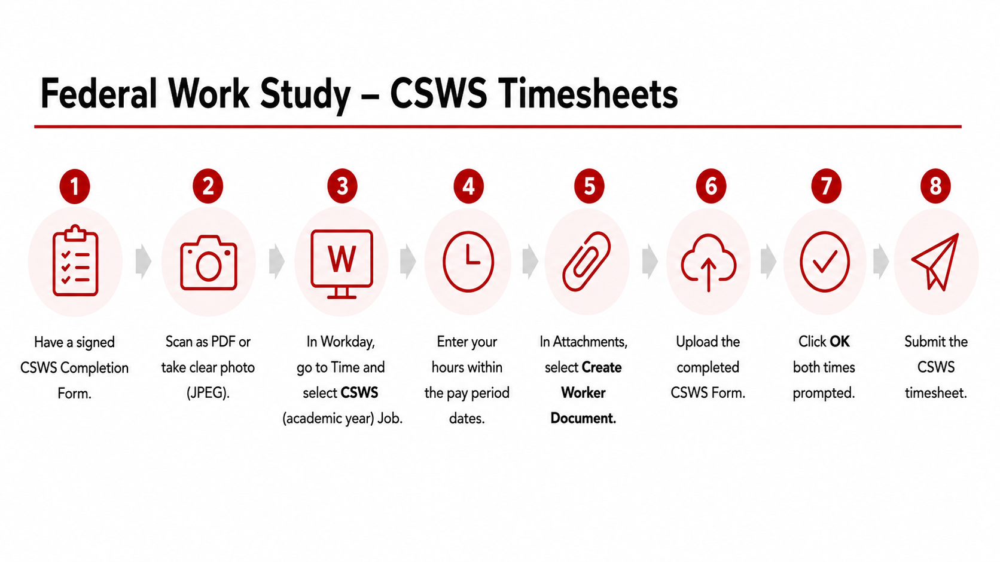 Federal Work Study – CSWS Timesheets
1
Have a signed
CSWS Completion
Form.
2
Scan as PDF or
take clear photo
(JPEG).
3
W
In Workday,
go to Time and
select CSWS
(academic year) Job.
4
Enter your
hours within
the pay period
dates.
5
In Attachments,
select Create
Worker
Document.
6
Upload the
completed
CSWS Form.
7
Click OK
both times
prompted.
8
Submit the
CSWS
timesheet.